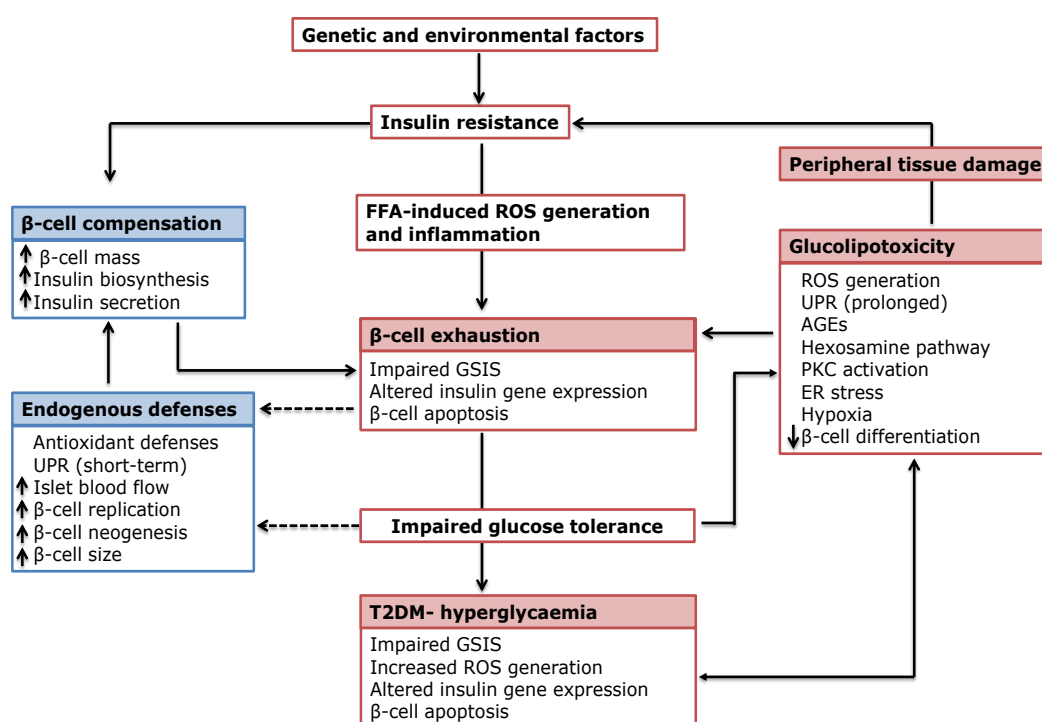 Genetic and environmental factors
Insulin resistance
Peripheral tissue damage
FFA-induced ROS generation
and inflammation
β-cell compensation
β-cell mass
Insulin biosynthesis
Insulin secretion
Glucolipotoxicity
ROS generation
UPR (prolonged)
AGEs
Hexosamine pathway
PKC activation
ER stress
Hypoxia
β-cell differentiation
β-cell exhaustion
Impaired GSIS
Altered insulin gene expression
β-cell apoptosis
Endogenous defenses
Antioxidant defenses
UPR (short-term)
Islet blood flow
β-cell replication
β-cell neogenesis
β-cell size
Impaired glucose tolerance
T2DM- hyperglycaemia
Impaired GSIS
Increased ROS generation
Altered insulin gene expression
β-cell apoptosis